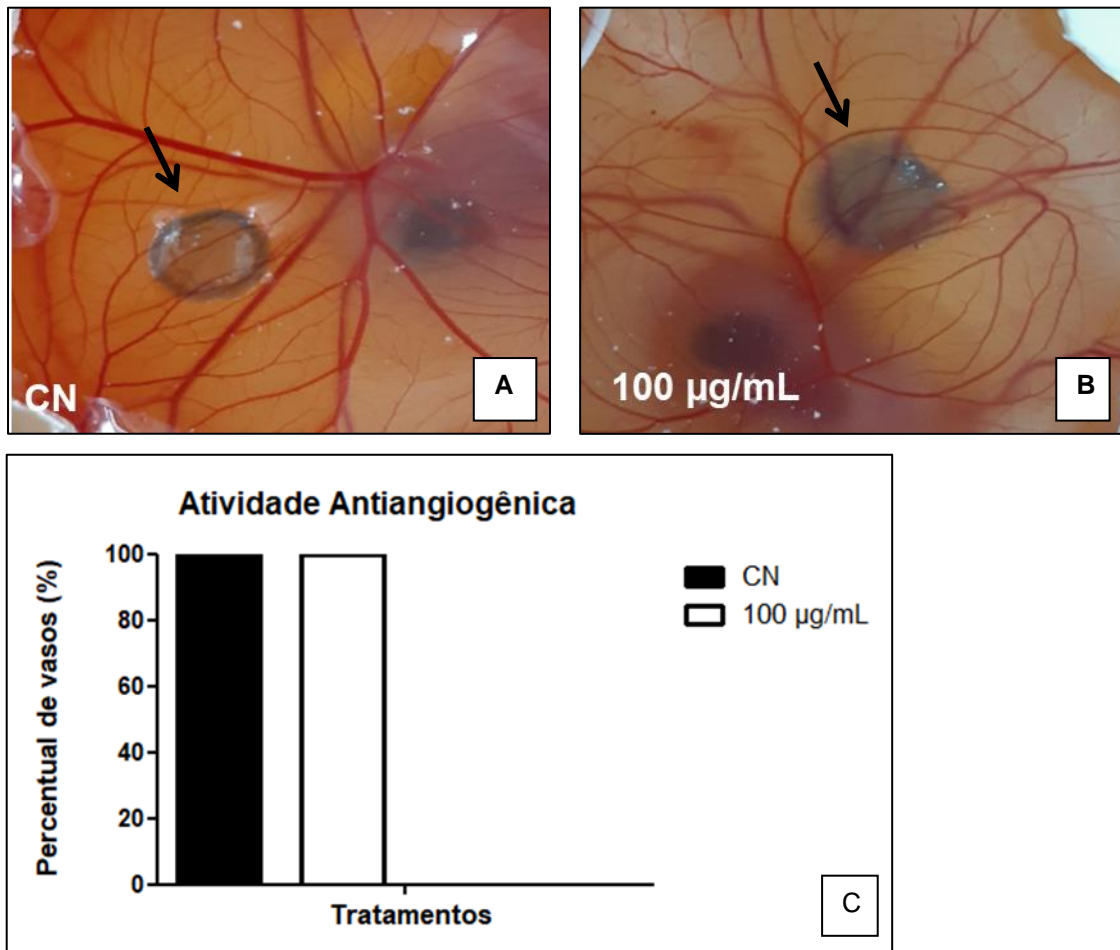 CN
A
100 µg/mL
B
Atividade Antiangiogênica
Percentual de vasos (%)
100
80
60
40
20
0
CN
100 µg/mL
Tratamentos
C